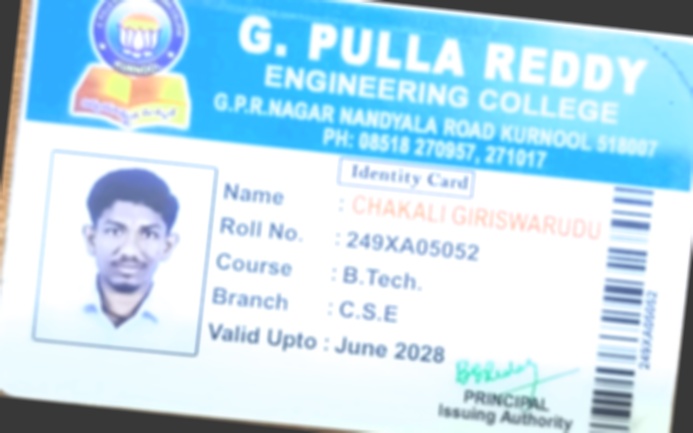 KURNOOL
G. PULLA REDDY
ENGINEERING COLLEGE
G.P.R.NAGAR NANDYALA ROAD KURNOOL 518007
PH: 08518 270957, 271017
Identity Card
Name : CHAKALI GIRISWARUDU
Roll No. : 249XA05052
Course : B.Tech.
Branch : C.S.E
Valid Upto : June 2028
249XA05052
PRINCIPAL
Issuing Authority